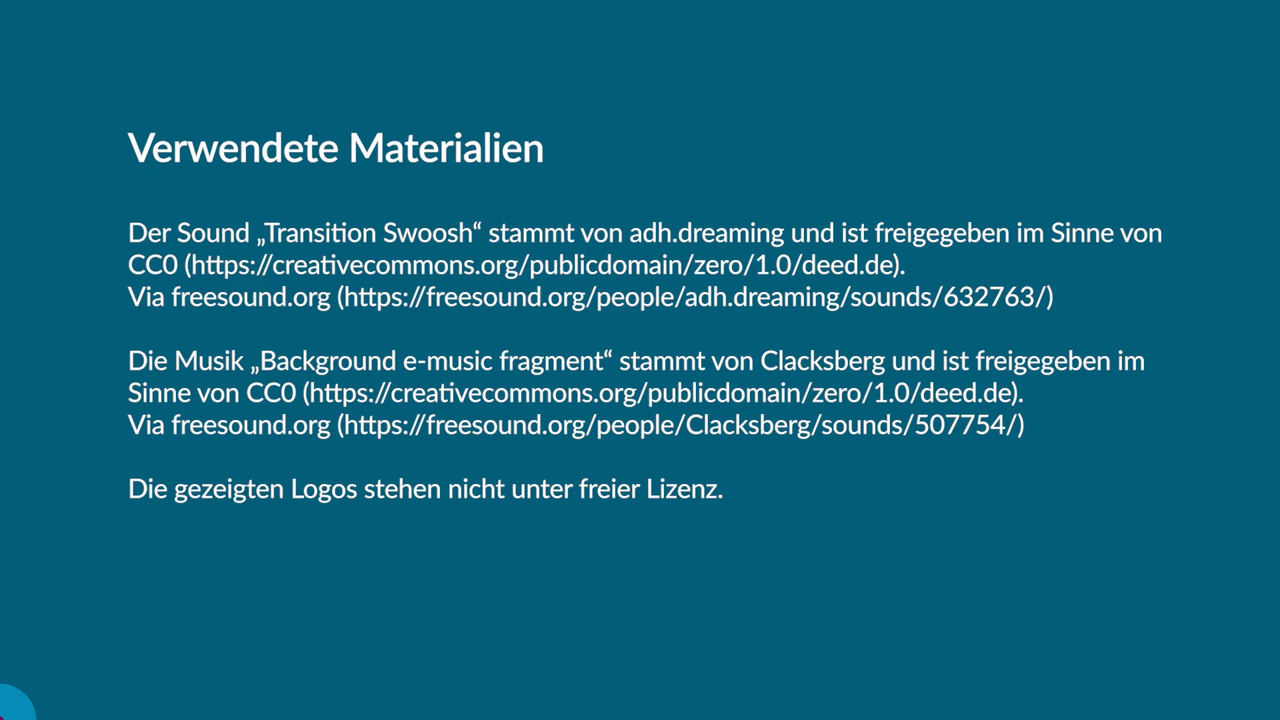 Verwendete Materialien
Der Sound „Transition Swoosh“ stammt von adh.dreaming und ist freigegeben im Sinne von
CC0 (https://creativecommons.org/publicdomain/zero/1.0/deed.de).
Via freesound.org (https://freesound.org/people/adh.dreaming/sounds/632763/)
Die Musik „Background e-music fragment“ stammt von Clacksberg und ist freigegeben im
Sinne von CC0 (https://creativecommons.org/publicdomain/zero/1.0/deed.de).
Via freesound.org (https://freesound.org/people/Clacksberg/sounds/507754/)
Die gezeigten Logos stehen nicht unter freier Lizenz.